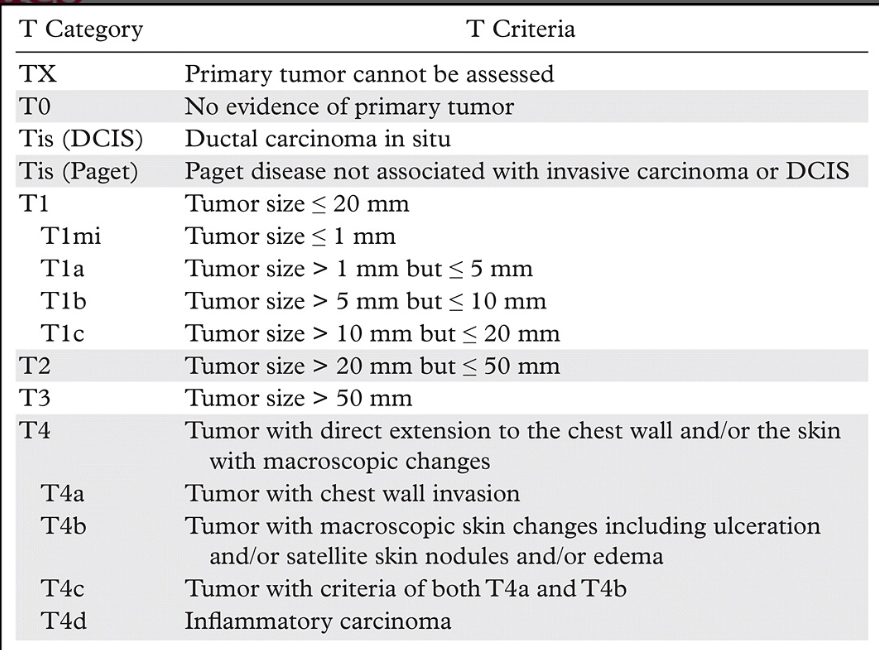 T Category T Criteria
TX Primary tumor cannot be assessed
T0 No evidence of primary tumor
Tis (DCIS) Ductal carcinoma in situ
Tis (Paget) Paget disease not associated with invasive carcinoma or DCIS
T1 Tumor size ≤ 20 mm
T1mi Tumor size ≤ 1 mm
T1a Tumor size > 1 mm but ≤ 5 mm
T1b Tumor size > 5 mm but ≤ 10 mm
T1c Tumor size > 10 mm but ≤ 20 mm
T2 Tumor size > 20 mm but ≤ 50 mm
T3 Tumor size > 50 mm
T4 Tumor with direct extension to the chest wall and/or the skin
with macroscopic changes
T4a Tumor with chest wall invasion
T4b Tumor with macroscopic skin changes including ulceration
and/or satellite skin nodules and/or edema
T4c Tumor with criteria of both T4a and T4b
T4d Inflammatory carcinoma